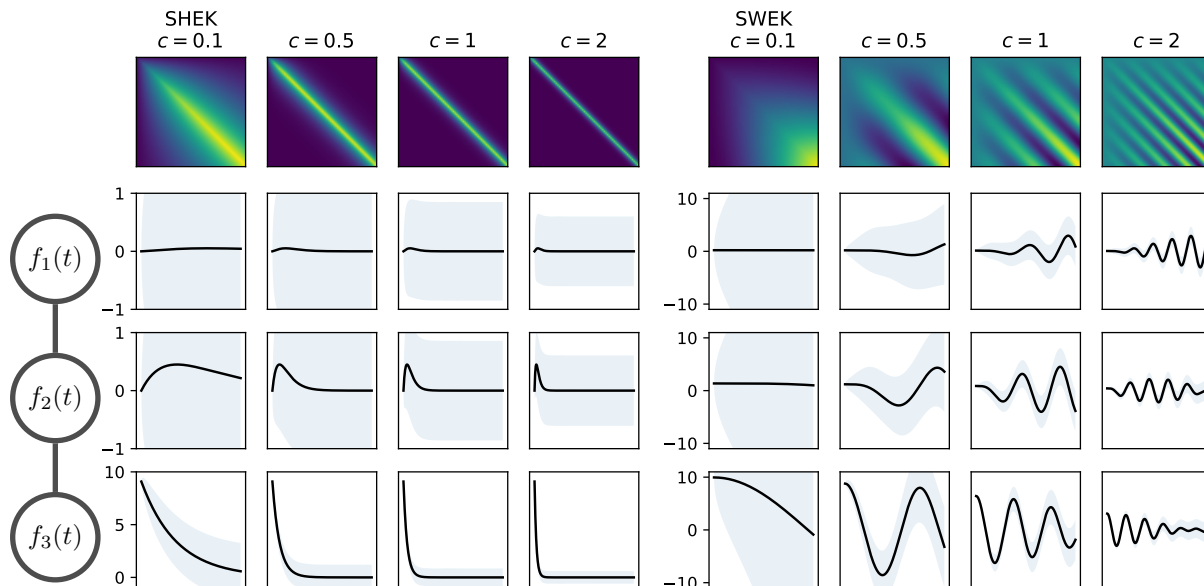 SHEK
SWEK
c = 0.1
c = 0.5
c = 1
c = 2
c = 0.1
c = 0.5
c = 1
c = 2
f₁(t)
1
0
−1
10
0
−10
f₂(t)
1
0
−1
10
0
−10
f₃(t)
10
5
0
10
0
−10